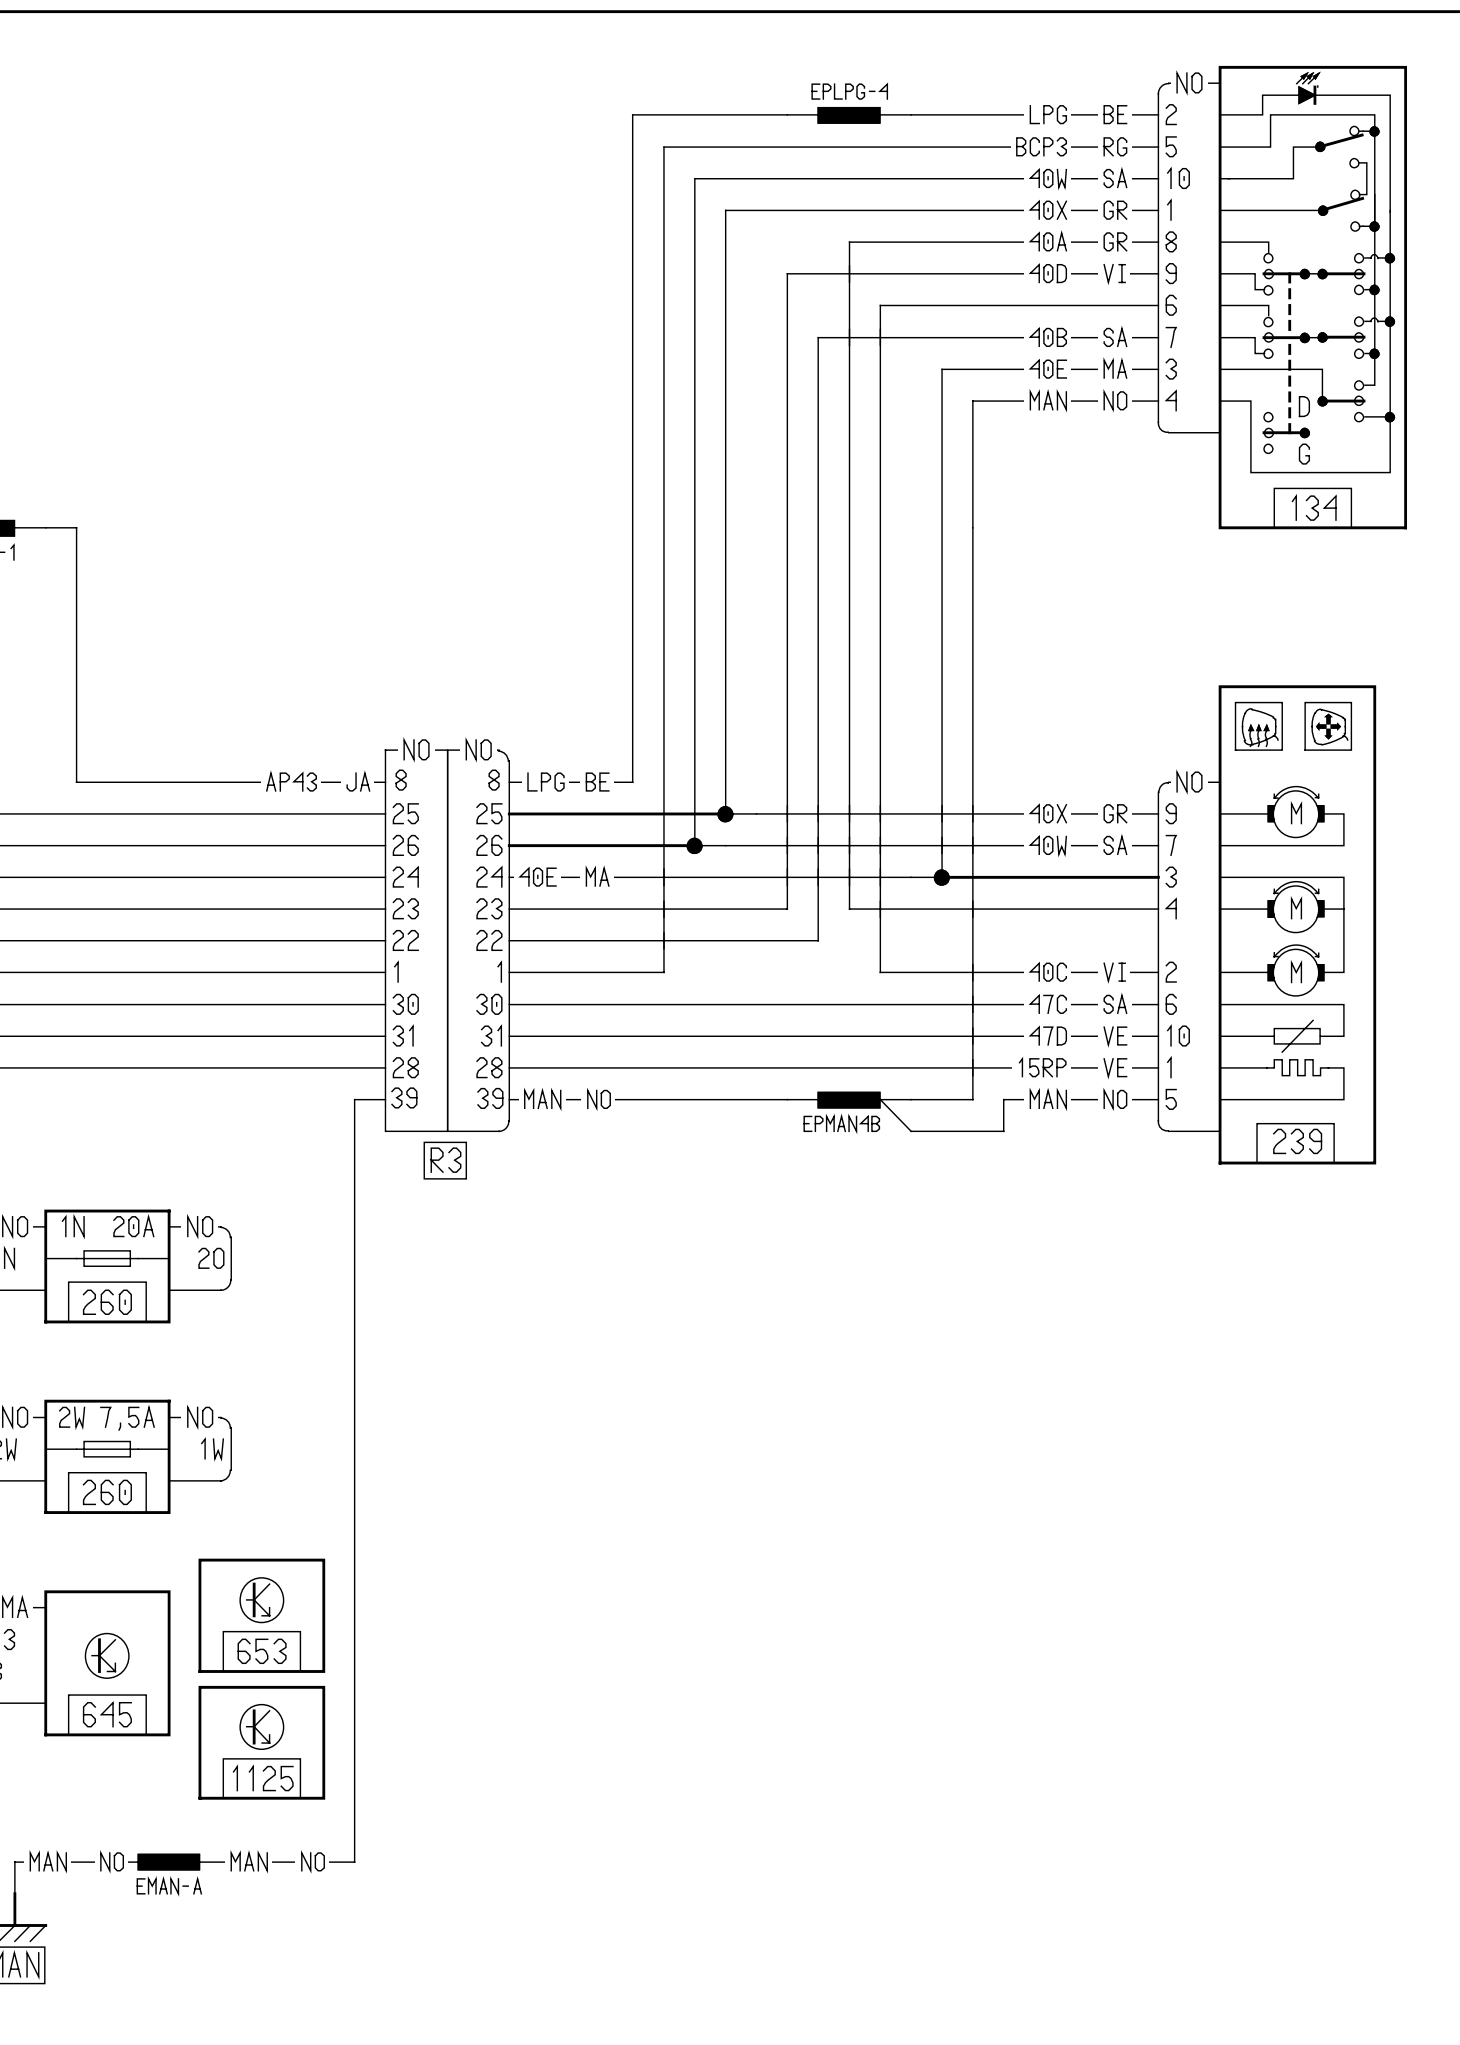 EPLPG-4
NO
LPG BE 2
BCP3 RG 5
40W SA 10
40X GR 1
40A GR 8
40D VI 9
6
40B SA 7
40E MA 3
MAN NO 4
D
G
134
-1
NO NO
AP43 JA 8 8 LPG-BE
NO
25 25 40X GR 9 M
26 26 40W SA 7
24 24 40E MA 3
23 23 4 M
22 22
1 1 40C VI 2 M
30 30 47C SA 6
31 31 47D VE 10
28 28 15RP VE 1
39 39 MAN NO MAN NO 5
EPMAN4B
R3
239
NO 1N 20A NO
N 20
260
NO 2W 7,5A NO
2W 1W
260
MA
3
645
653
1125
MAN NO MAN NO
EMAN-A
MAN